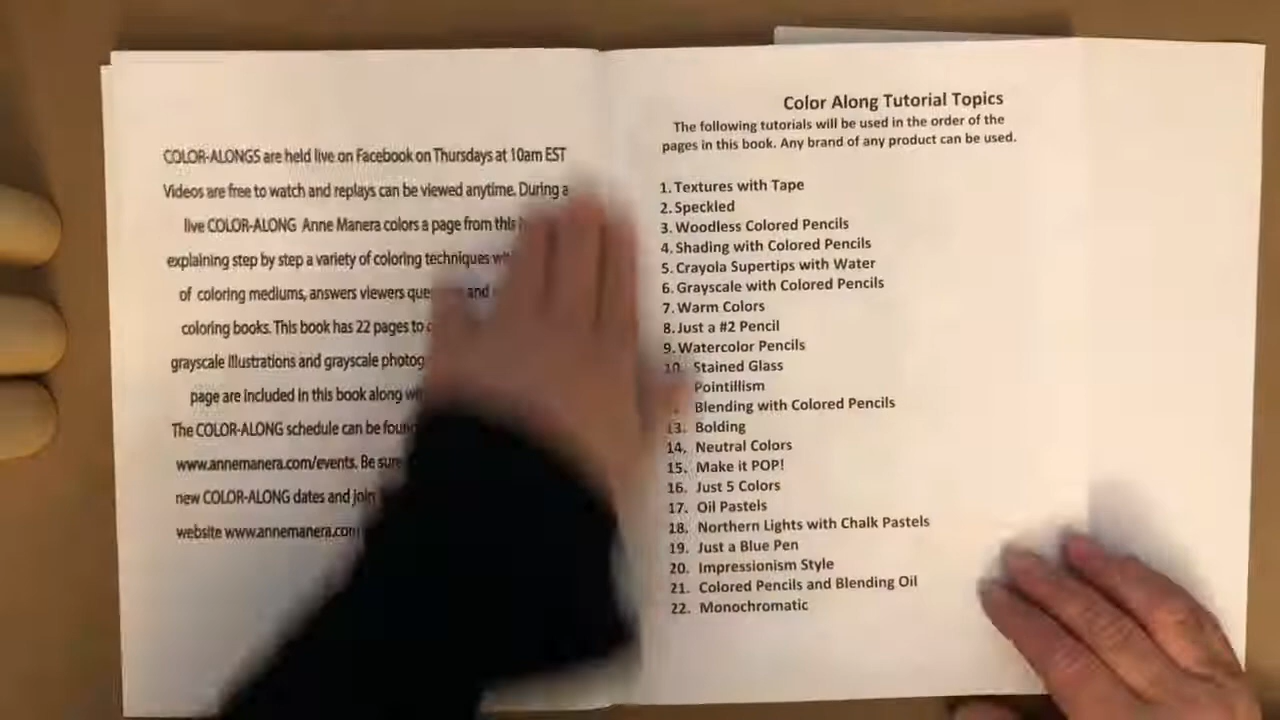 COLOR-ALONGS are held live on Facebook on Thursdays at 10am EST
Videos are free to watch and replays can be viewed anytime. During a
live COLOR-ALONG Anne Manera colors a page from this
explaining step by step a variety of coloring techniques
of coloring mediums, answers viewers and
coloring books. This book has 22 pages to
grayscale illustrations and grayscale
page are included in this book along
The COLOR-ALONG schedule can be
www.annemanera.com/events. Be sure
new COLOR-ALONG dates and join
website www.annemanera.com
Color Along Tutorial Topics
The following tutorials will be used in the order of the
pages in this book. Any brand of any product can be used.
1. Textures with Tape
2. Speckled
3. Woodless Colored Pencils
4. Shading with Colored Pencils
5. Crayola Supertips with Water
6. Grayscale with Colored Pencils
7. Warm Colors
8. Just a #2 Pencil
9. Watercolor Pencils
10. Stained Glass
Pointillism
Blending with Colored Pencils
13. Bolding
14. Neutral Colors
15. Make it POP!
16. Just 5 Colors
17. Oil Pastels
18. Northern Lights with Chalk Pastels
19. Just a Blue Pen
20. Impressionism Style
21. Colored Pencils and Blending Oil
22. Monochromatic